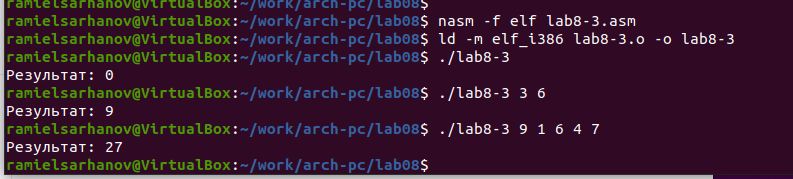 ramielsarhanov@VirtualBox:~/work/arch-pc/lab08$ nasm -f elf lab8-3.asm
ramielsarhanov@VirtualBox:~/work/arch-pc/lab08$ ld -m elf_i386 lab8-3.o -o lab8-3
ramielsarhanov@VirtualBox:~/work/arch-pc/lab08$ ./lab8-3
Результат: 0
ramielsarhanov@VirtualBox:~/work/arch-pc/lab08$ ./lab8-3 3 6
Результат: 9
ramielsarhanov@VirtualBox:~/work/arch-pc/lab08$ ./lab8-3 9 1 6 4 7
Результат: 27
ramielsarhanov@VirtualBox:~/work/arch-pc/lab08$